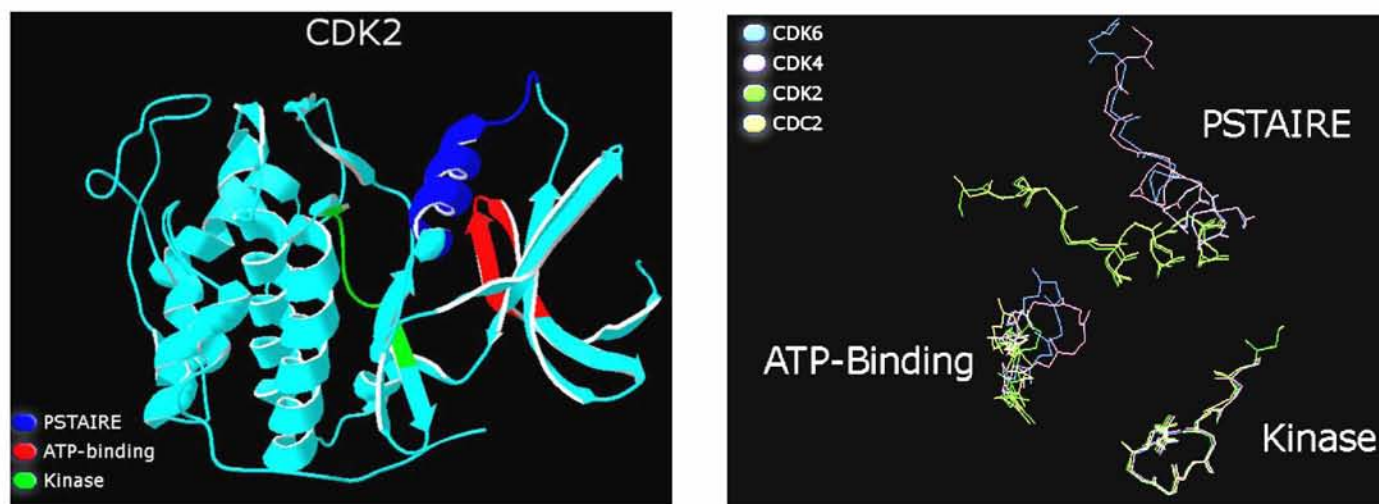 CDK2
PSTAIRE
ATP-binding
Kinase
CDK6
CDK4
CDK2
CDC2
PSTAIRE
ATP-Binding
Kinase